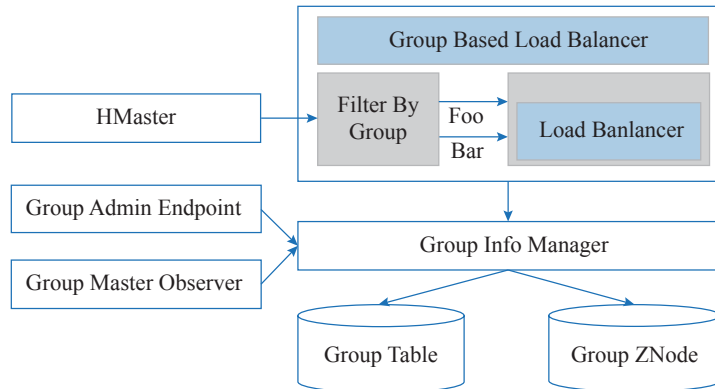 Group Based Load Balancer
HMaster
Filter By
Group
Foo
Bar
Load Banlancer
Group Admin Endpoint
Group Master Observer
Group Info Manager
Group Table
Group ZNode